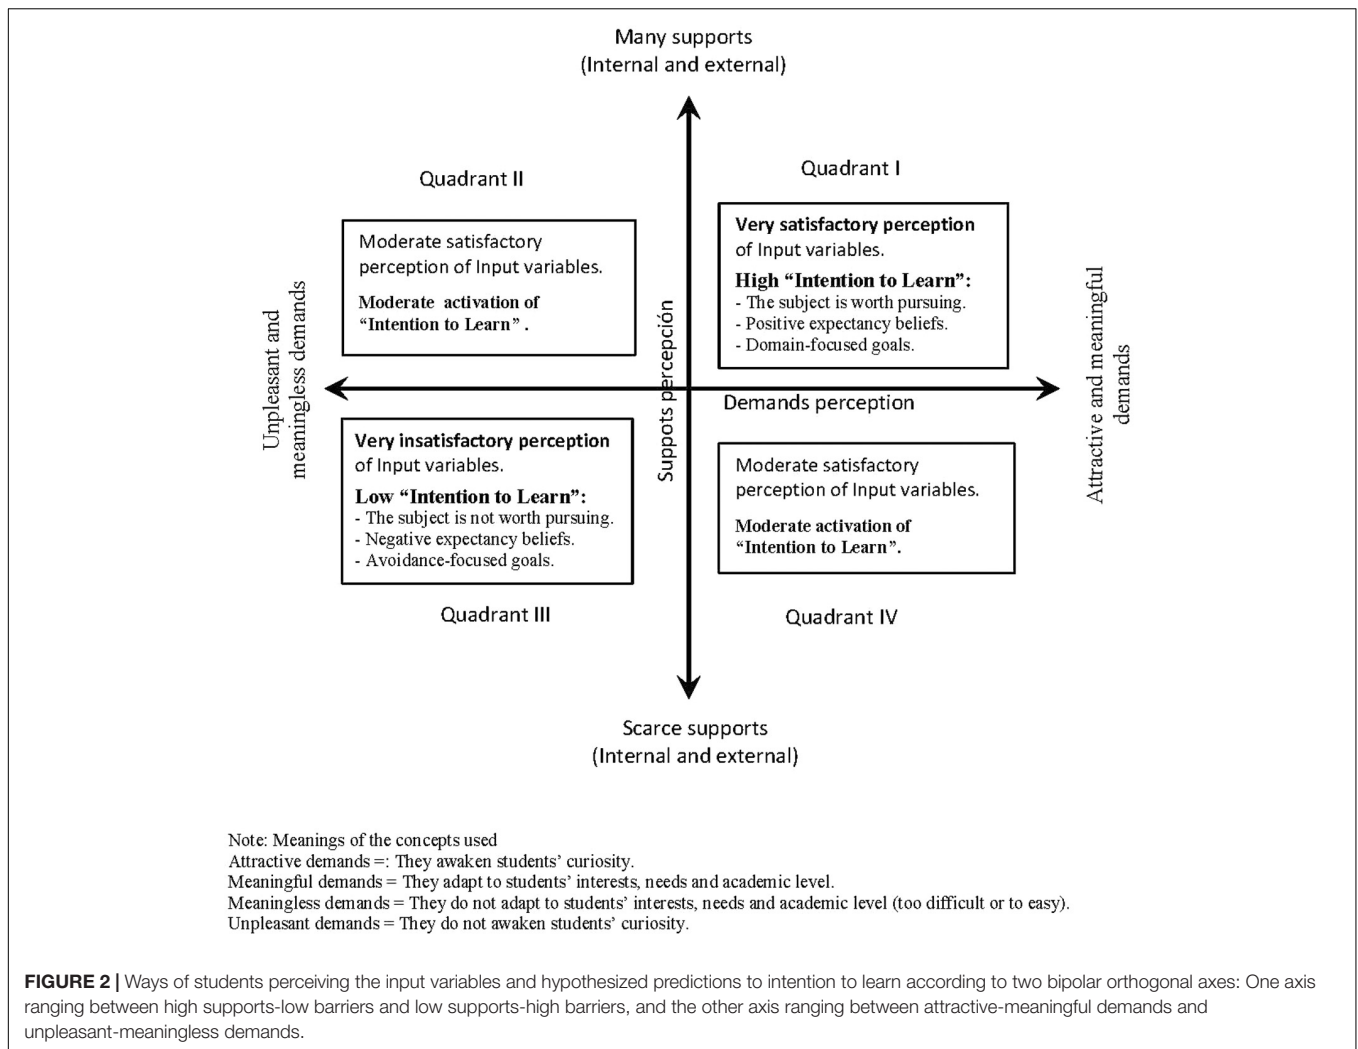 Many supports
(Internal and external)
Quadrant II
Quadrant I
Moderate satisfactory
perception of Input variables.
Moderate activation of
“Intention to Learn” .
Very satisfactory perception
of Input variables.
High “Intention to Learn”:
- The subject is worth pursuing.
- Positive expectancy beliefs.
- Domain-focused goals.
Unpleasant and
meaningless demands
Suppots percepción
Demands perception
Attractive and meaningful
demands
Very insatisfactory perception
of Input variables.
Low “Intention to Learn”:
- The subject is not worth pursuing.
- Negative expectancy beliefs.
- Avoidance-focused goals.
Moderate satisfactory
perception of Input variables.
Moderate activation of
“Intention to Learn”.
Quadrant III
Quadrant IV
Scarce supports
(Internal and external)
Note: Meanings of the concepts used
Attractive demands =: They awaken students’ curiosity.
Meaningful demands = They adapt to students’ interests, needs and academic level.
Meaningless demands = They do not adapt to students’ interests, needs and academic level (too difficult or to easy).
Unpleasant demands = They do not awaken students’ curiosity.
FIGURE 2 | Ways of students perceiving the input variables and hypothesized predictions to intention to learn according to two bipolar orthogonal axes: One axis
ranging between high supports-low barriers and low supports-high barriers, and the other axis ranging between attractive-meaningful demands and
unpleasant-meaningless demands.